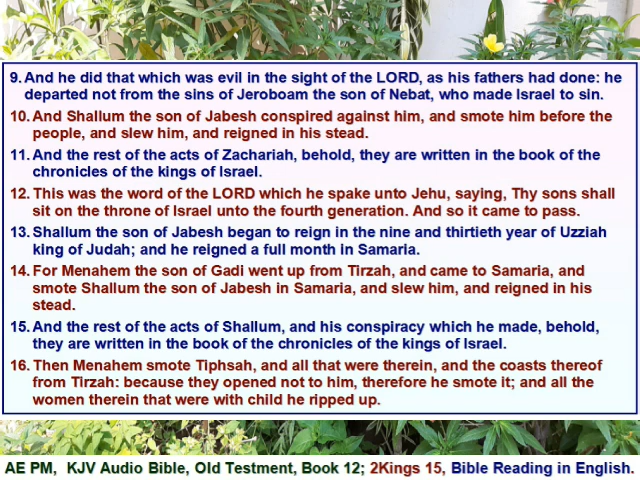 9. And he did that which was evil in the sight of the LORD, as his fathers had done: he
departed not from the sins of Jeroboam the son of Nebat, who made Israel to sin.
10. And Shallum the son of Jabesh conspired against him, and smote him before the
people, and slew him, and reigned in his stead.
11. And the rest of the acts of Zachariah, behold, they are written in the book of the
chronicles of the kings of Israel.
12. This was the word of the LORD which he spake unto Jehu, saying, Thy sons shall
sit on the throne of Israel unto the fourth generation. And so it came to pass.
13. Shallum the son of Jabesh began to reign in the nine and thirtieth year of Uzziah
king of Judah; and he reigned a full month in Samaria.
14. For Menahem the son of Gadi went up from Tirzah, and came to Samaria, and
smote Shallum the son of Jabesh in Samaria, and slew him, and reigned in his
stead.
15. And the rest of the acts of Shallum, and his conspiracy which he made, behold,
they are written in the book of the chronicles of the kings of Israel.
16. Then Menahem smote Tiphsah, and all that were therein, and the coasts thereof
from Tirzah: because they opened not to him, therefore he smote it; and all the
women therein that were with child he ripped up.
AE PM, KJV Audio Bible, Old Testment, Book 12; 2Kings 15, Bible Reading in English.